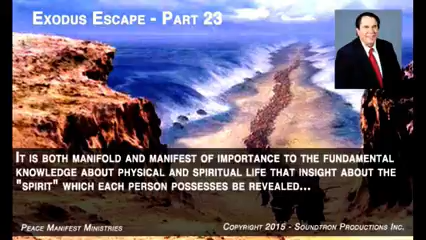 EXODUS ESCAPE - PART 23
IT IS BOTH MANIFOLD AND MANIFEST OF IMPORTANCE TO THE FUNDAMENTAL
KNOWLEDGE ABOUT PHYSICAL AND SPIRITUAL LIFE THAT INSIGHT ABOUT THE
"SPIRIT" WHICH EACH PERSON POSSESSES BE REVEALED...
PEACE MANIFEST MINISTRIES
COPYRIGHT 2015 - SOUNDTRON PRODUCTIONS INC.